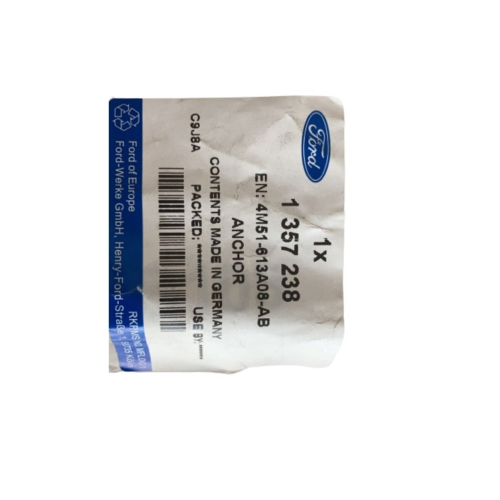 Ford
1x
1 357 238
EN: 4M51-613A08-AB
ANCHOR
CONTENTS MADE IN GERMANY
PACKED: ********** USE BY: ******
C9J8A
Ford of Europe
Ford-Werke GmbH, Henry-Ford-Straße 1,